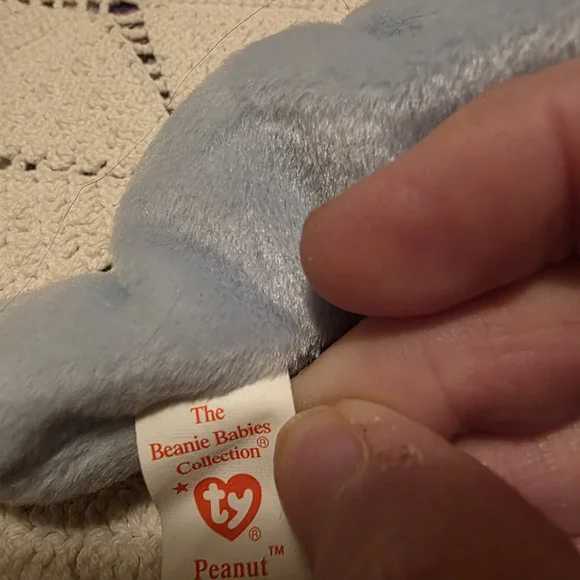 The
Beanie Babies
Collection®
★ ty ®
Peanut™